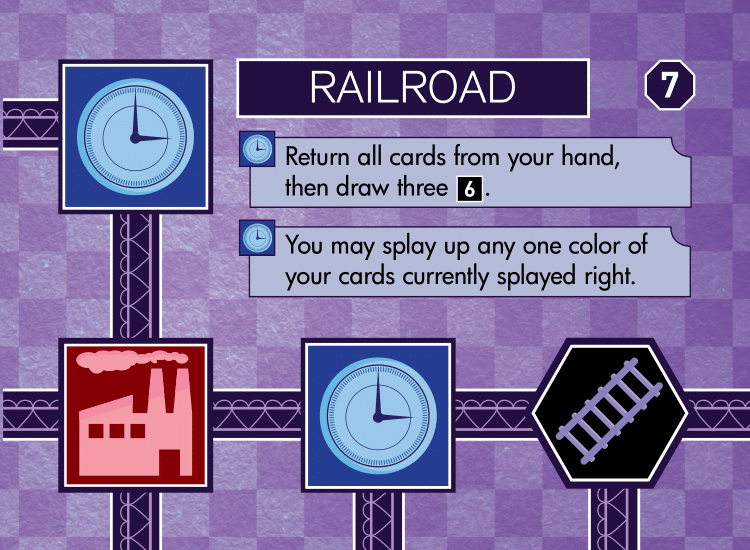 RAILROAD
7
Return all cards from your hand,
then draw three 6.
You may splay up any one color of
your cards currently splayed right.